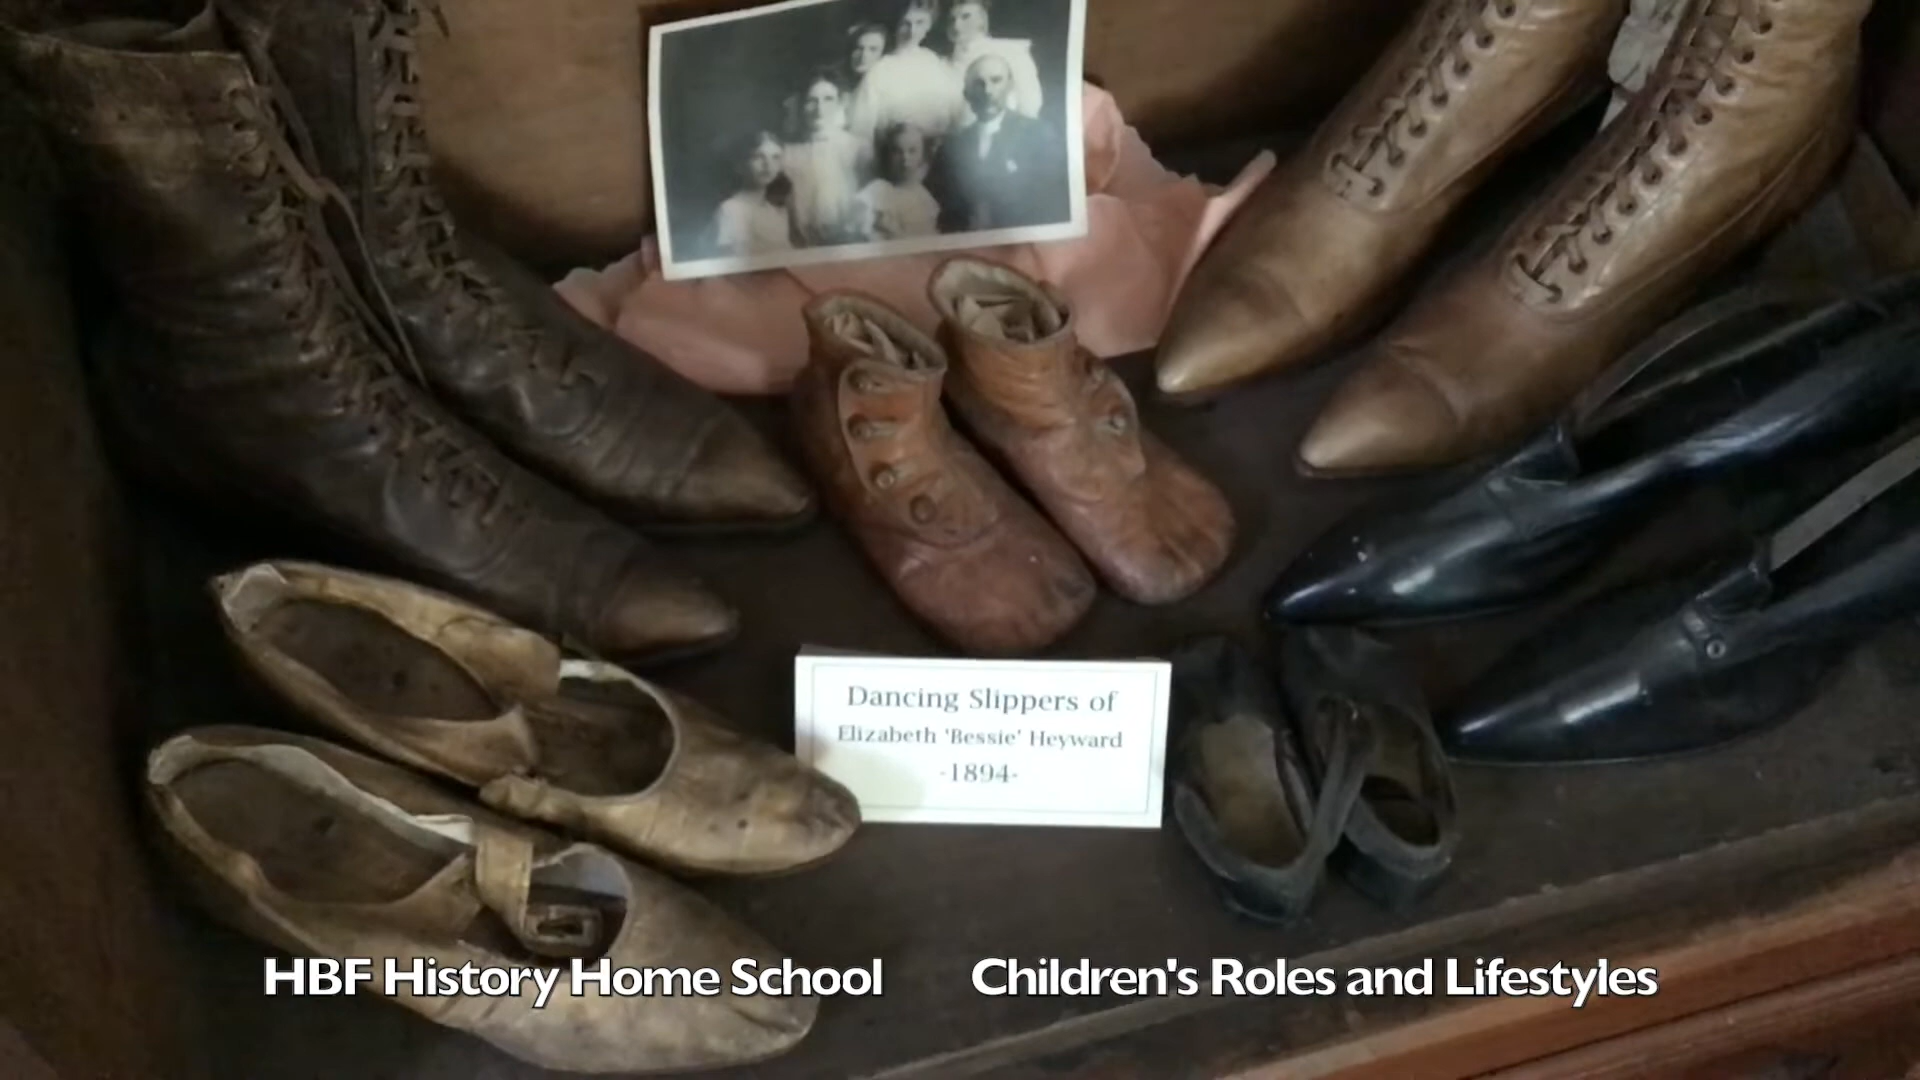 Dancing Slippers of
Elizabeth 'Bessie' Heyward
-1894-
HBF History Home School Children's Roles and Lifestyles